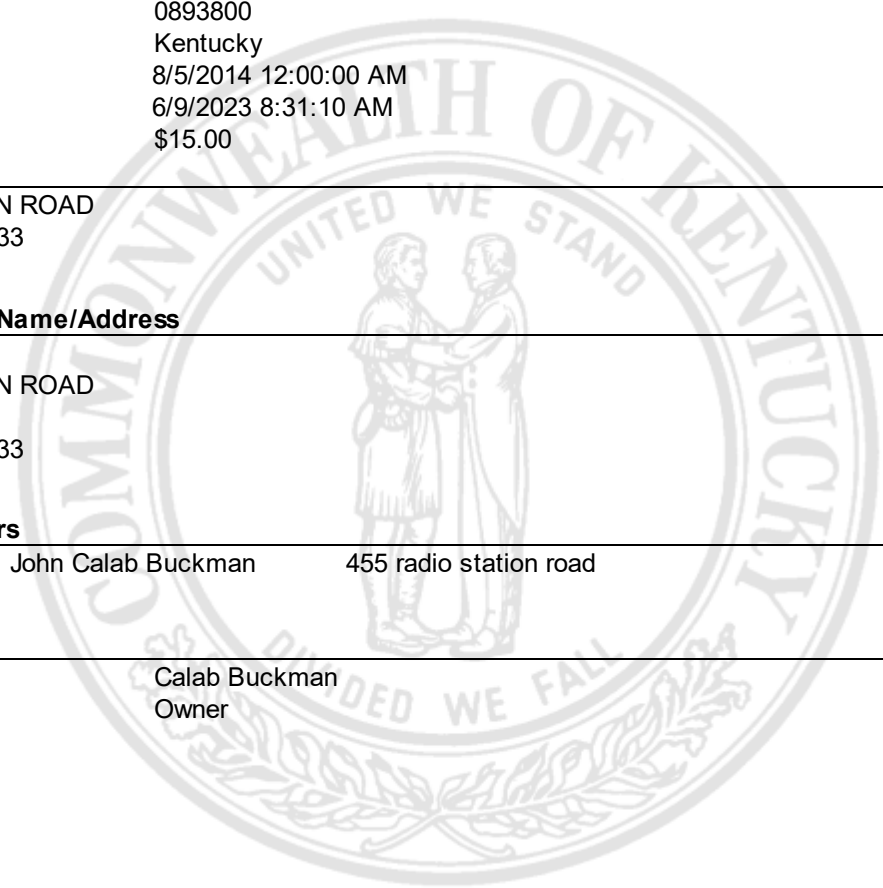 0893800
Kentucky
8/5/2014 12:00:00 AM
6/9/2023 8:31:10 AM
$15.00
N ROAD
33
Name/Address
N ROAD
33
rs
John Calab Buckman 455 radio station road
Calab Buckman
Owner
COMMONWEALTH OF KENTUCKY
UNITED WE STAND
DIVIDED WE FALL